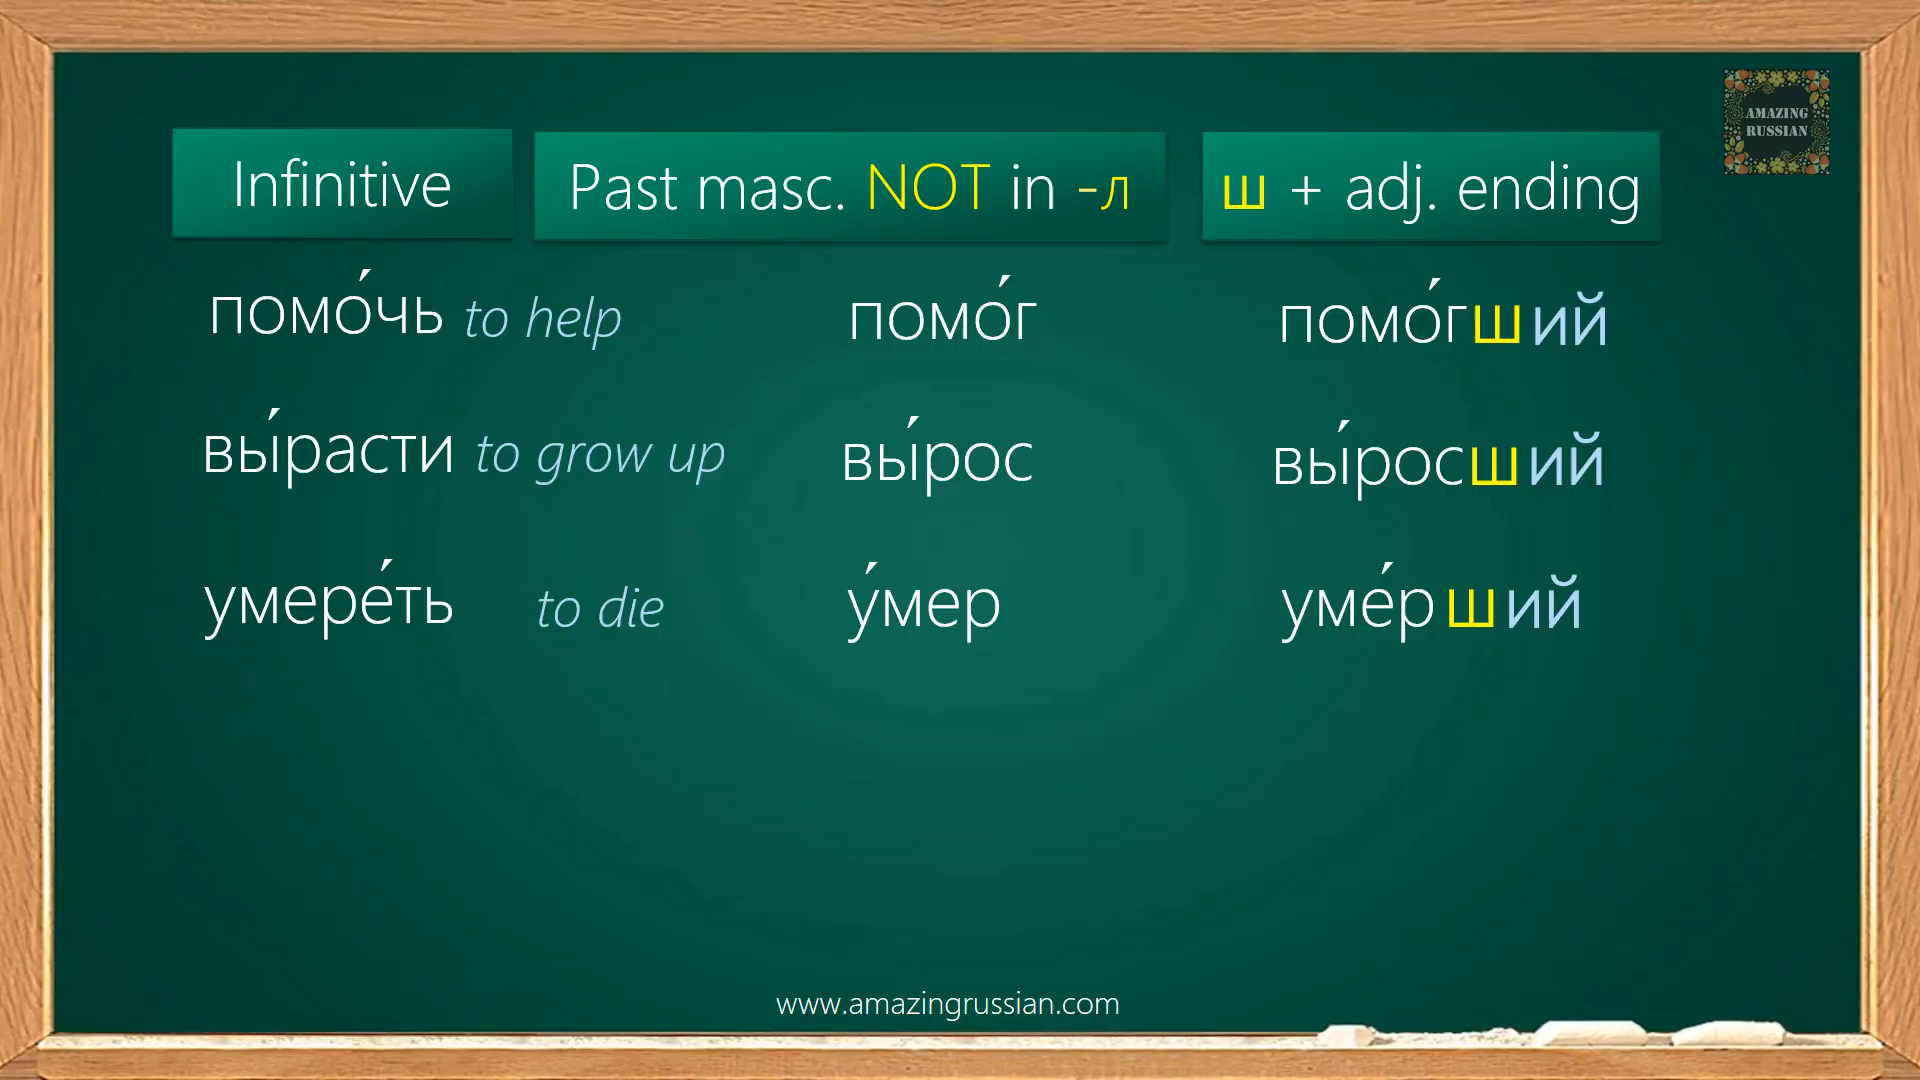 AMAZING
RUSSIAN
Infinitive Past masc. NOT in -л ш + adj. ending
помо́чь to help помо́г помо́гший
вы́расти to grow up вы́рос вы́росший
умере́ть to die у́мер уме́рший
www.amazingrussian.com